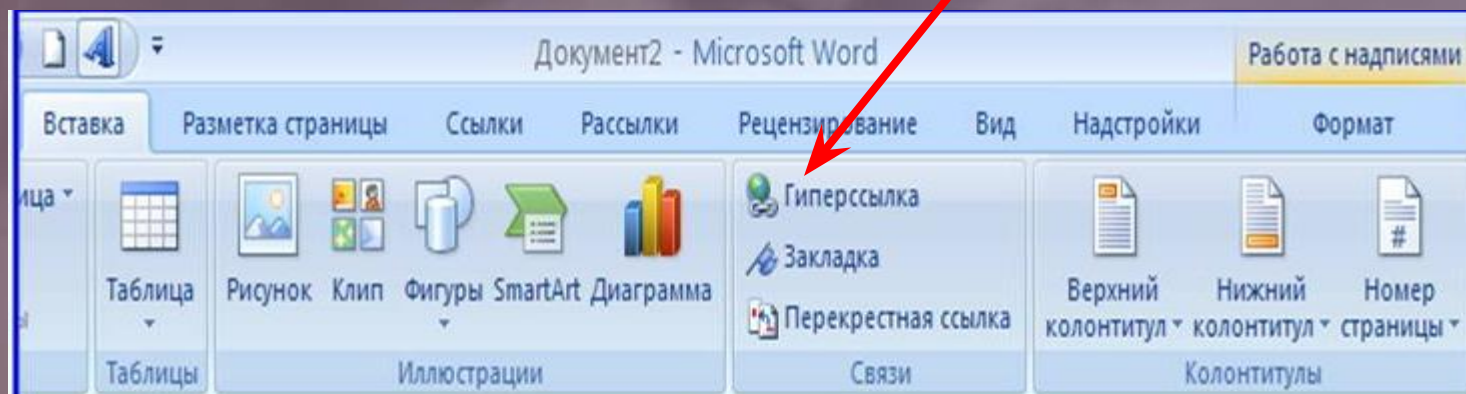 Документ2 - Microsoft Word
Работа с надписями
Вставка Разметка страницы Ссылки Рассылки Рецензирование Вид Надстройки Формат
ица
Таблица
Рисунок Клип Фигуры SmartArt Диаграмма
Гиперссылка
Закладка
Перекрестная ссылка
Верхний колонтитул
Нижний колонтитул
Номер страницы
#
Таблицы Иллюстрации Связи Колонтитулы